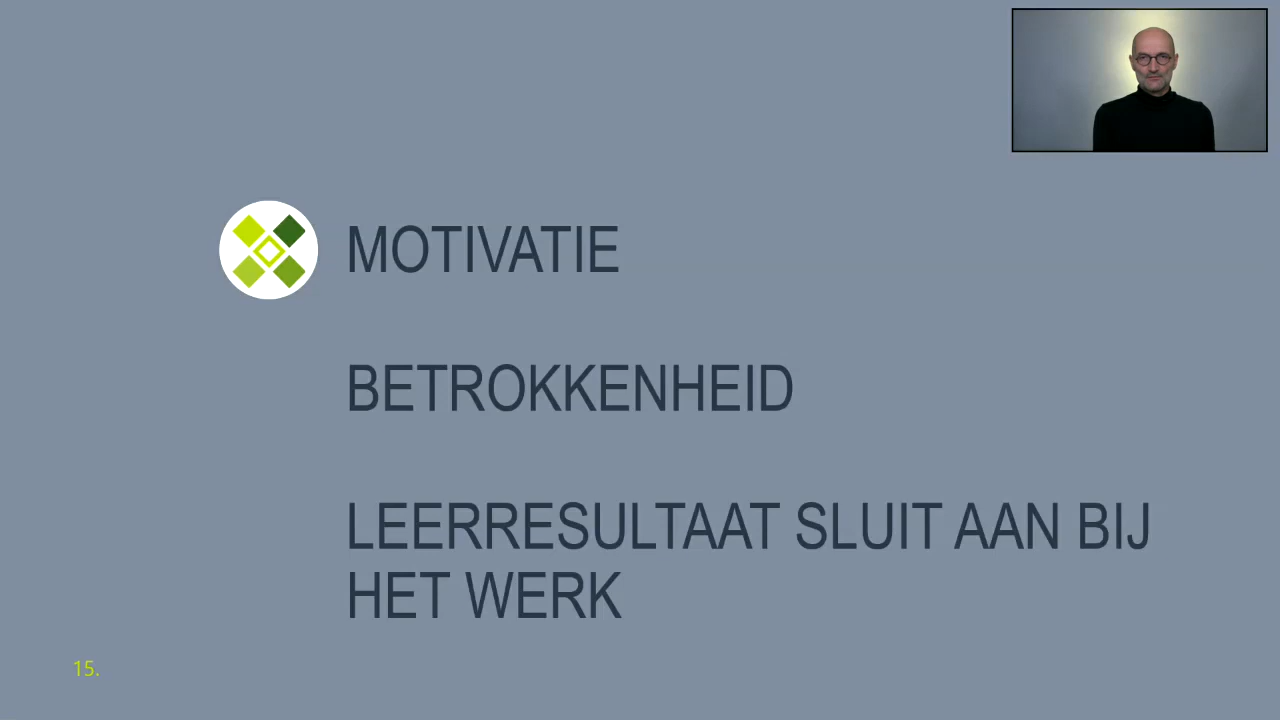 MOTIVATIE
BETROKKENHEID
LEERRESULTAAT SLUIT AAN BIJ
HET WERK
15.